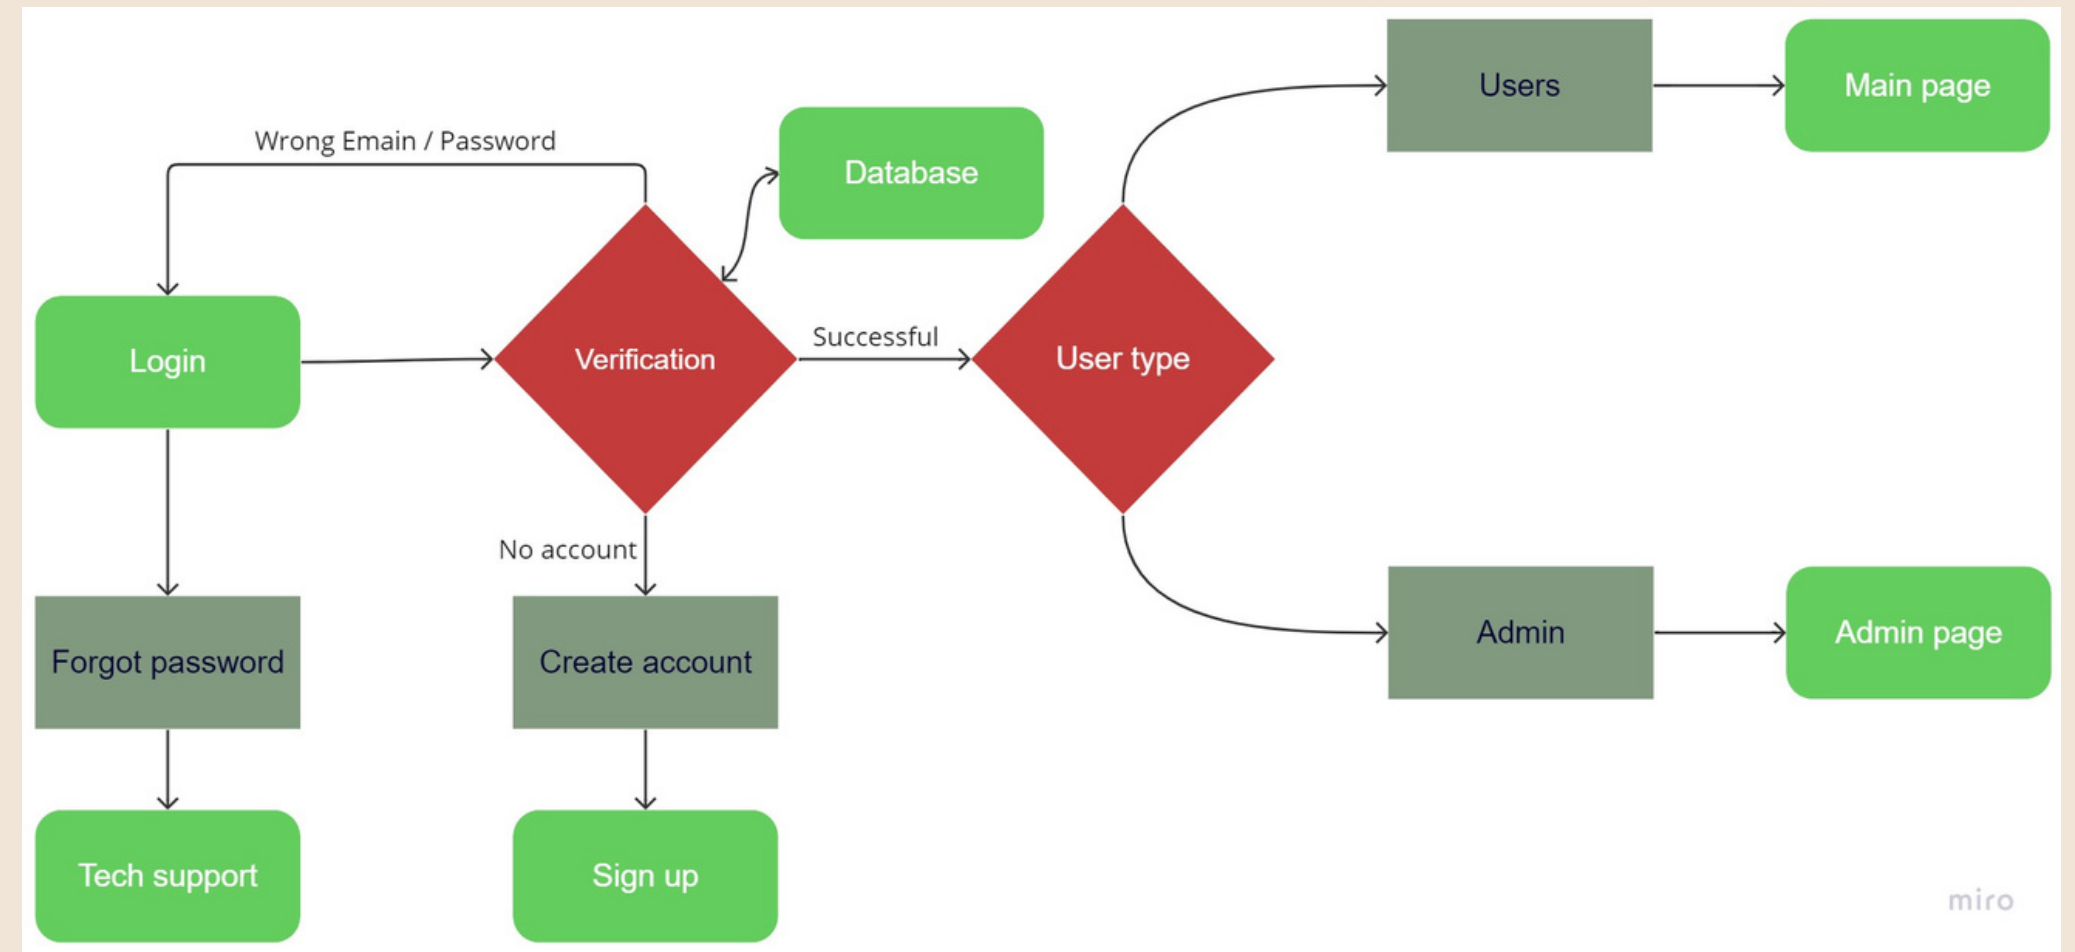 Users
Main page
Wrong Emain / Password
Database
Login
Verification
Successful
User type
No account
Admin
Admin page
Forgot password
Create account
Tech support
Sign up
miro